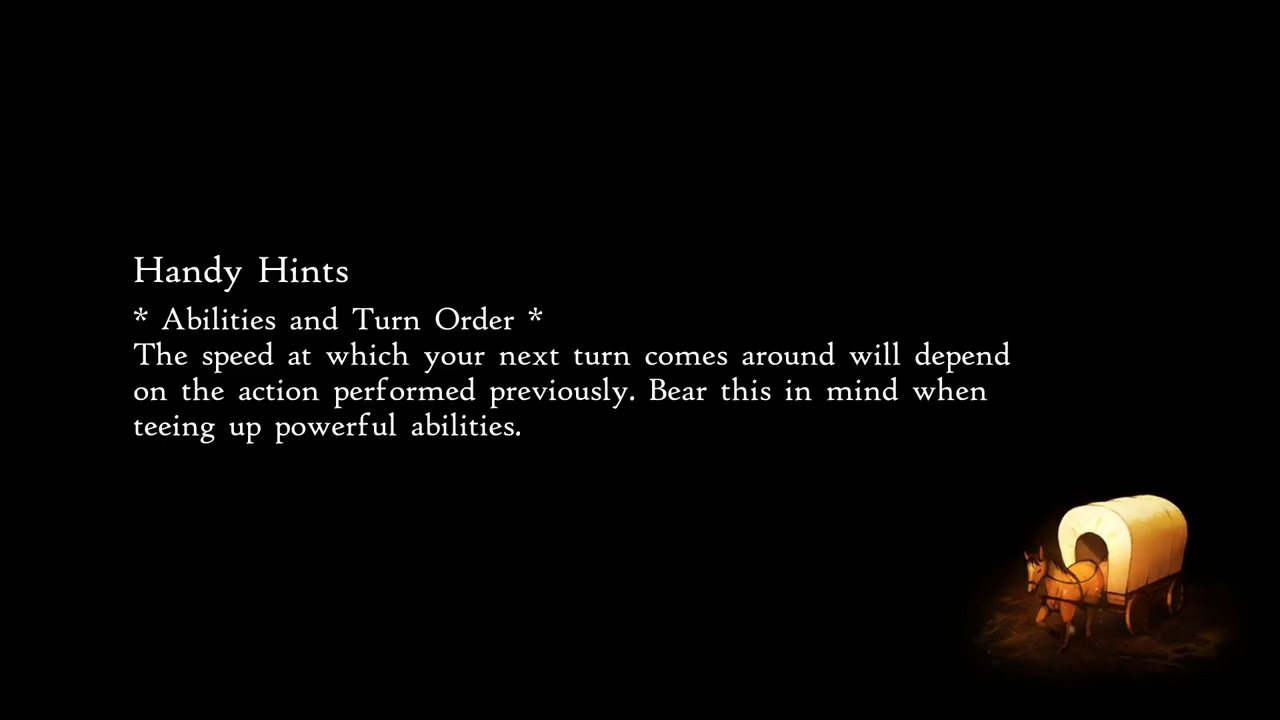 Handy Hints
* Abilities and Turn Order *
The speed at which your next turn comes around will depend
on the action performed previously. Bear this in mind when
teeing up powerful abilities.